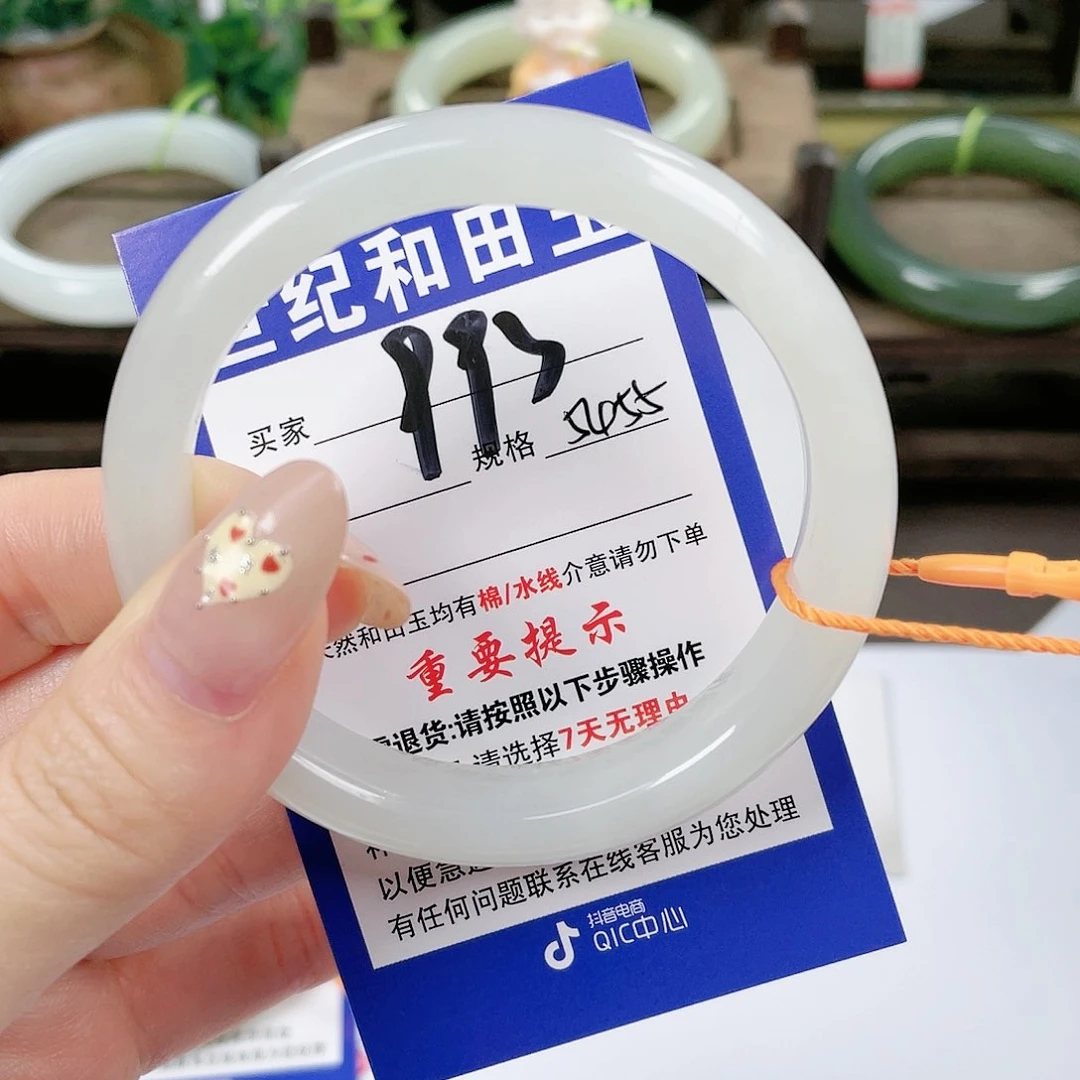 世纪和田玉
买家
规格 5455
天然和田玉均有棉/水线介意请勿下单
重要提示
退货:请按照以下步骤操作
请选择7天无理由
以便急
有任何问题联系在线客服为您处理
抖音电商
QIC中心